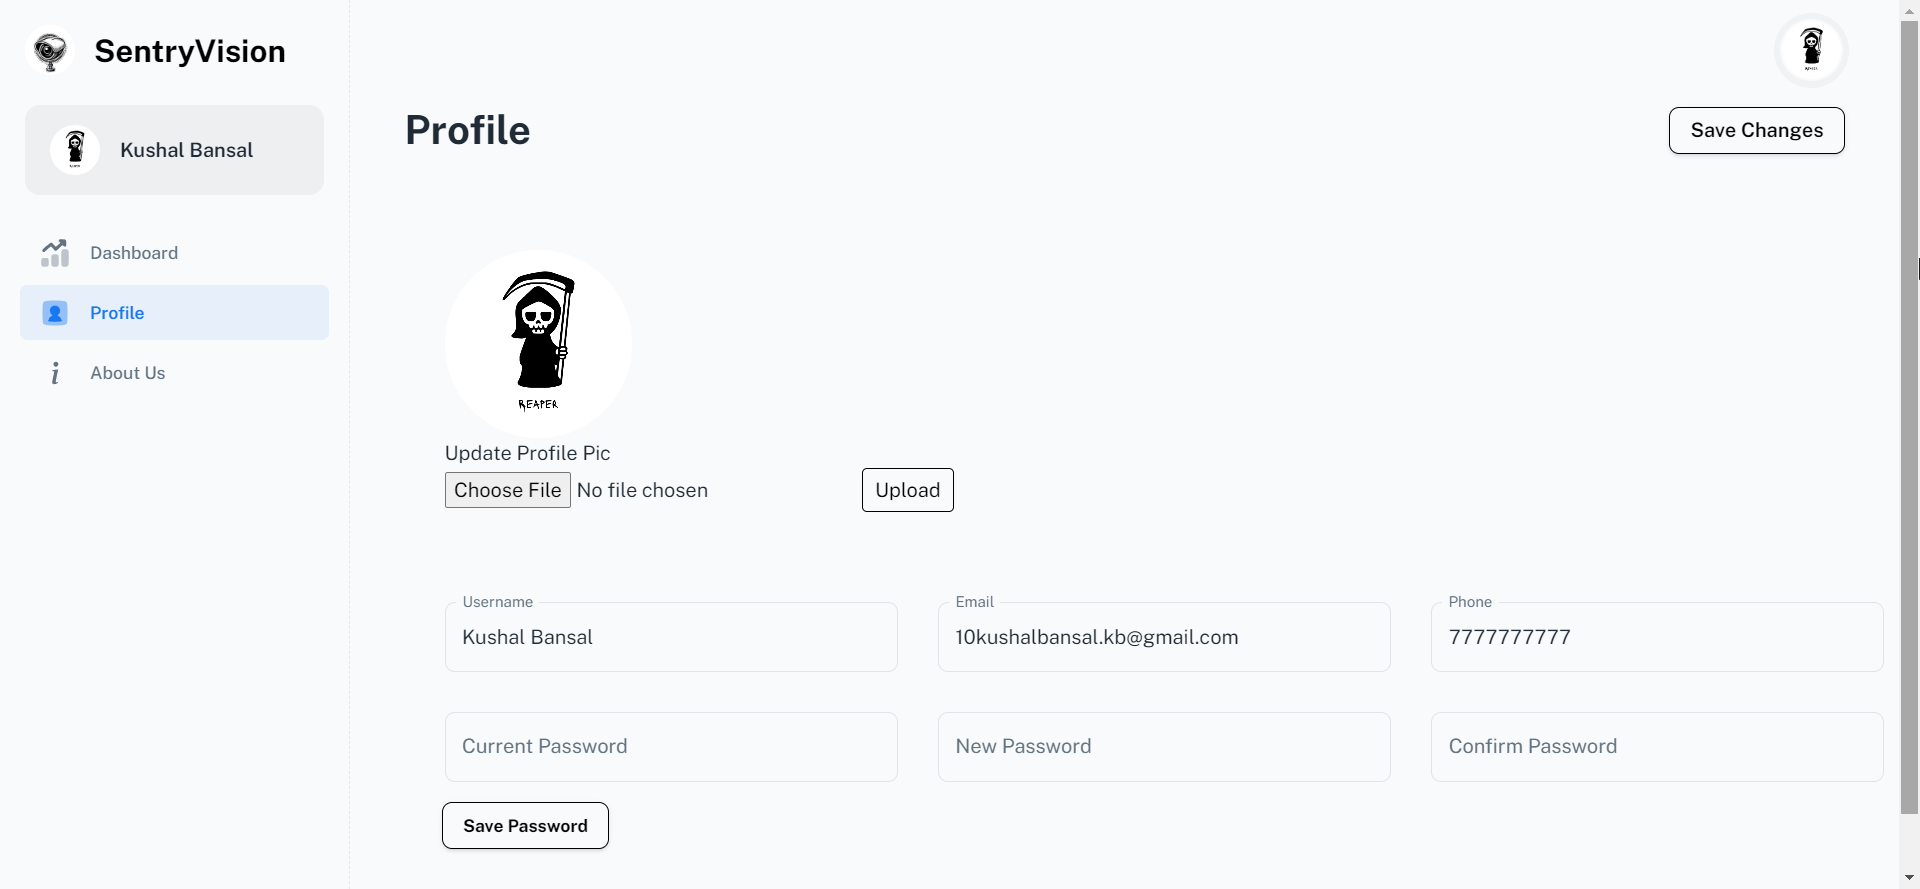 SentryVision
Kushal Bansal
Dashboard
Profile
About Us
Profile
Save Changes
REAPER
Update Profile Pic
Choose File No file chosen
Upload
Username
Kushal Bansal
Email
10kushalbansal.kb@gmail.com
Phone
7777777777
Current Password
New Password
Confirm Password
Save Password